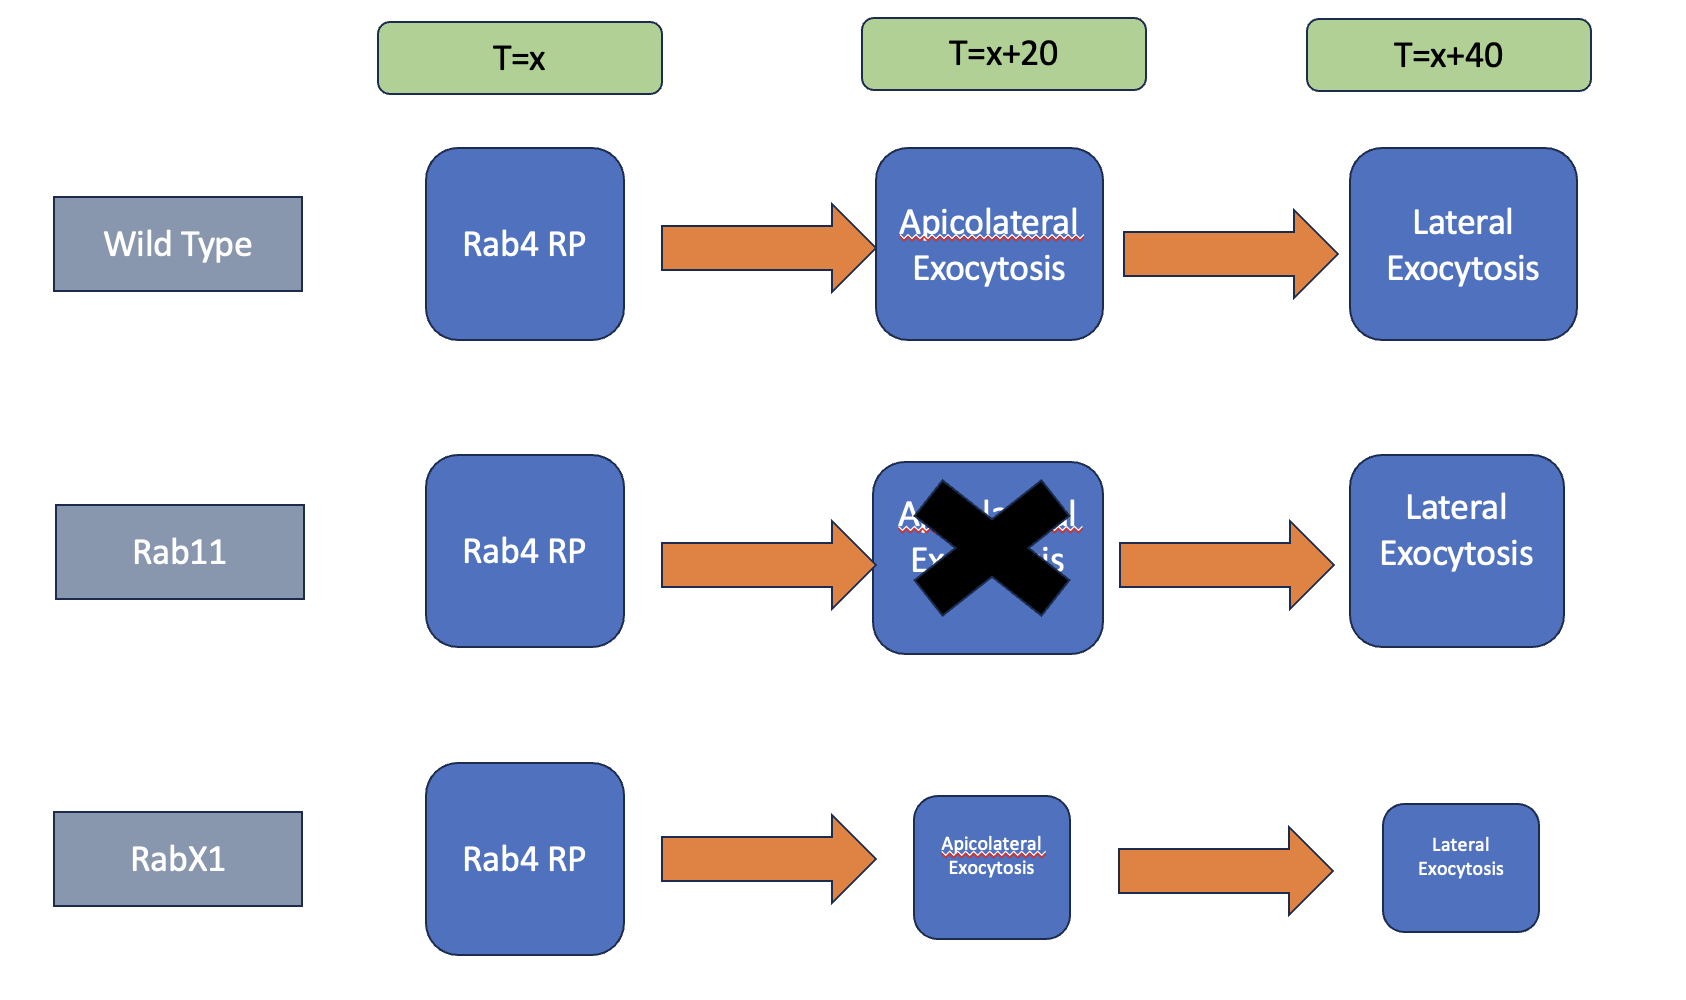 T=x
T=x+20
T=x+40
Wild Type
Rab4 RP
Apicolateral
Exocytosis
Lateral
Exocytosis
Rab11
Rab4 RP
Lateral
Exocytosis
RabX1
Rab4 RP
Apicolateral
Exocytosis
Lateral
Exocytosis